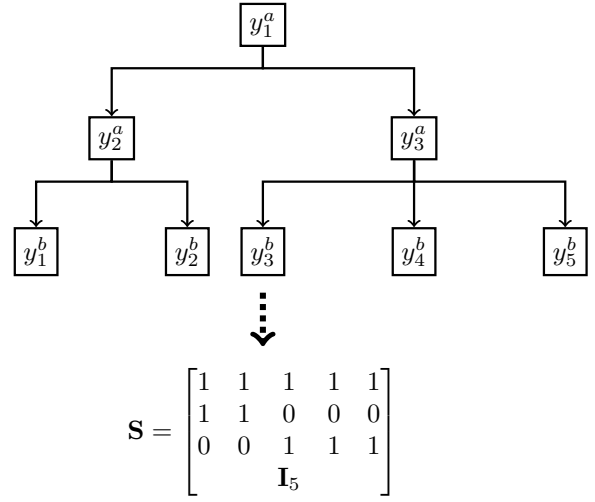 y_1^a
y_2^a y_3^a
y_1^b y_2^b y_3^b y_4^b y_5^b
1 1 1 1 1
1 1 0 0 0
S =
0 0 1 1 1
I_5